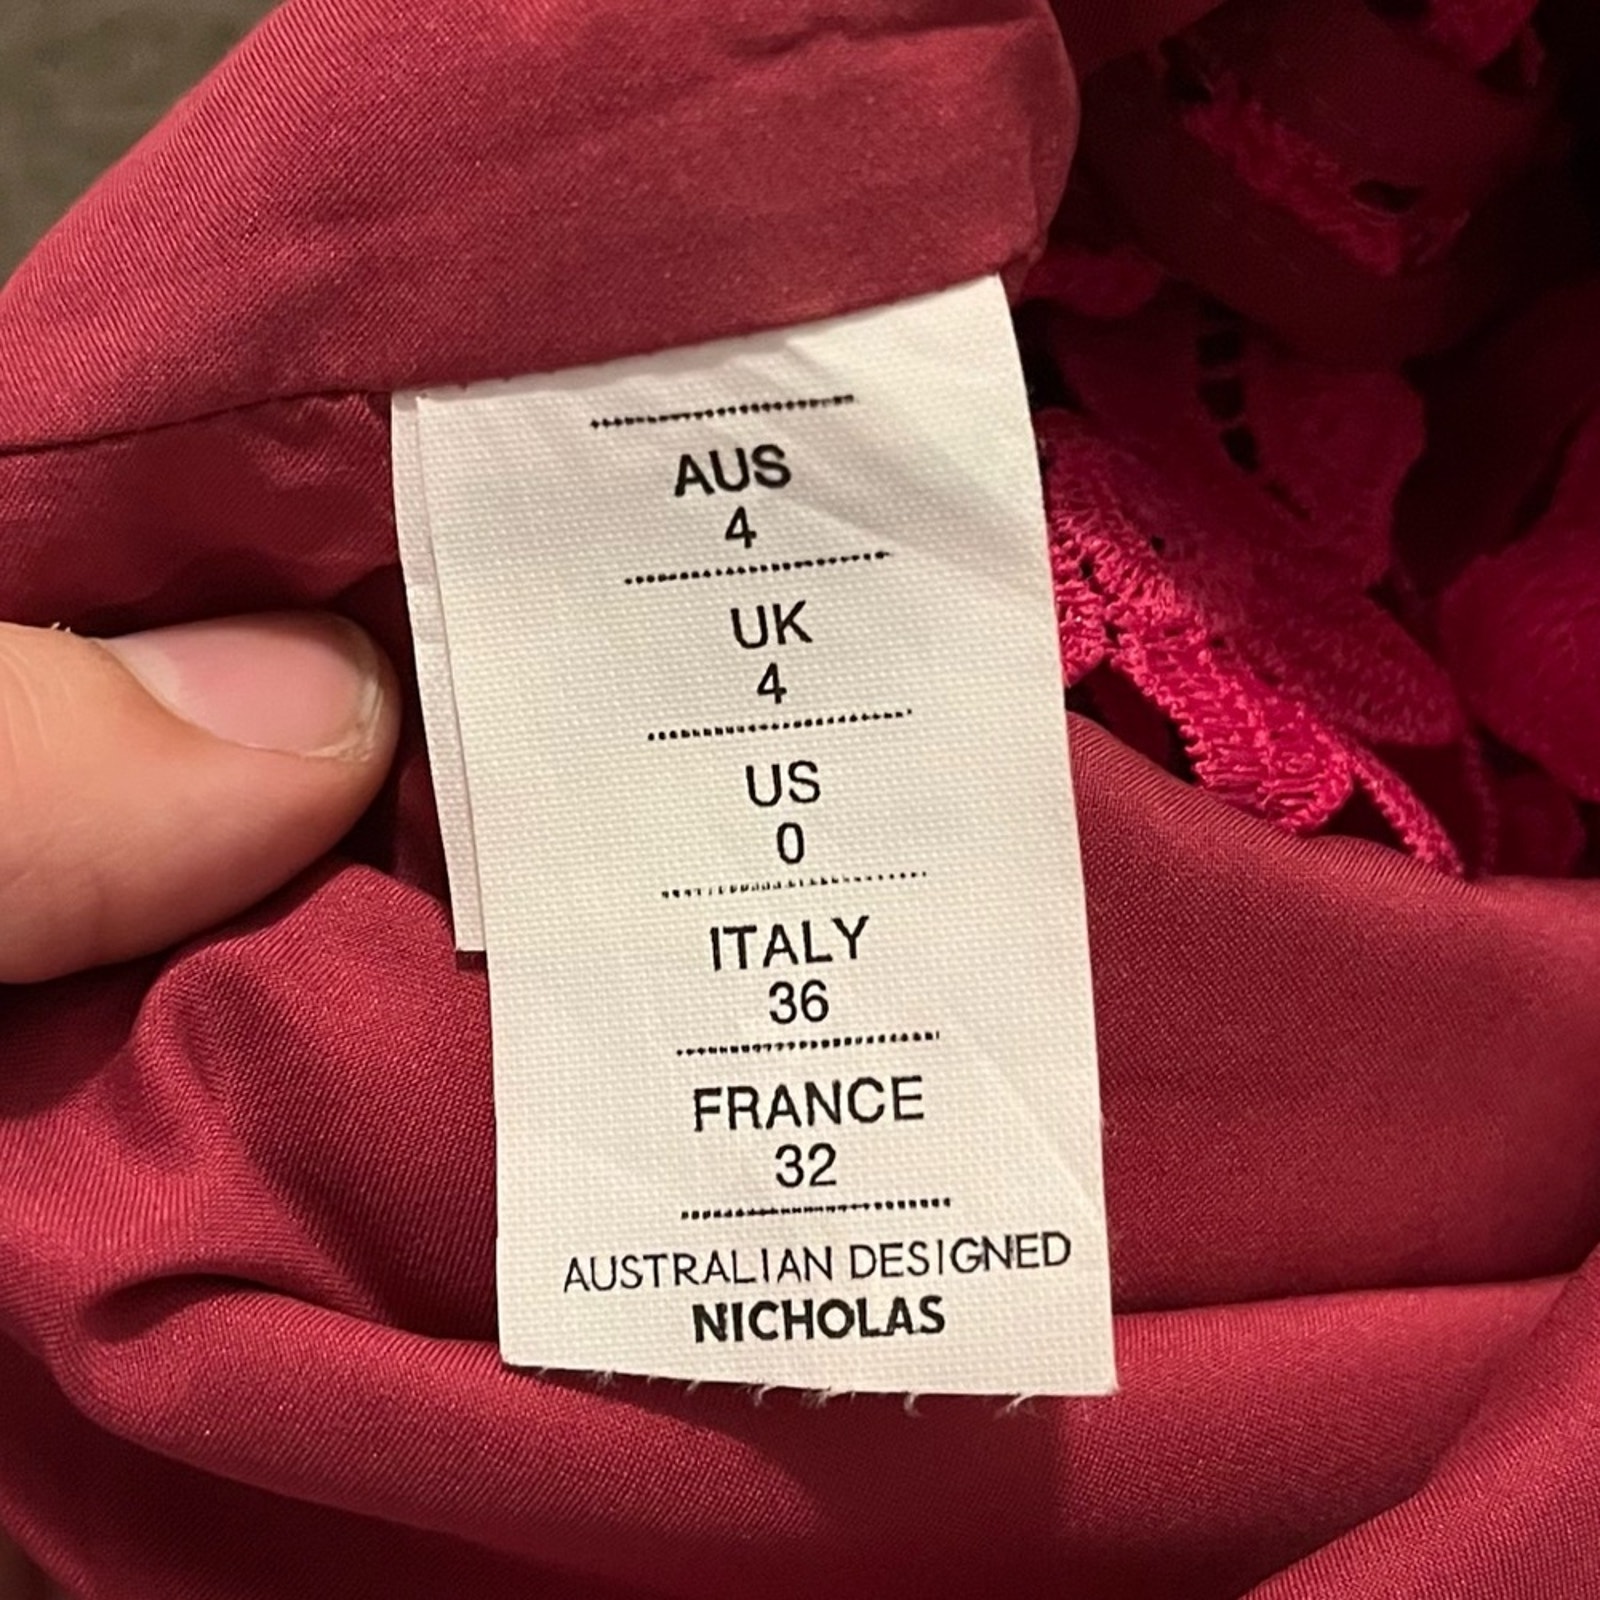 AUS
4
UK
4
US
0
ITALY
36
FRANCE
32
AUSTRALIAN DESIGNED
NICHOLAS